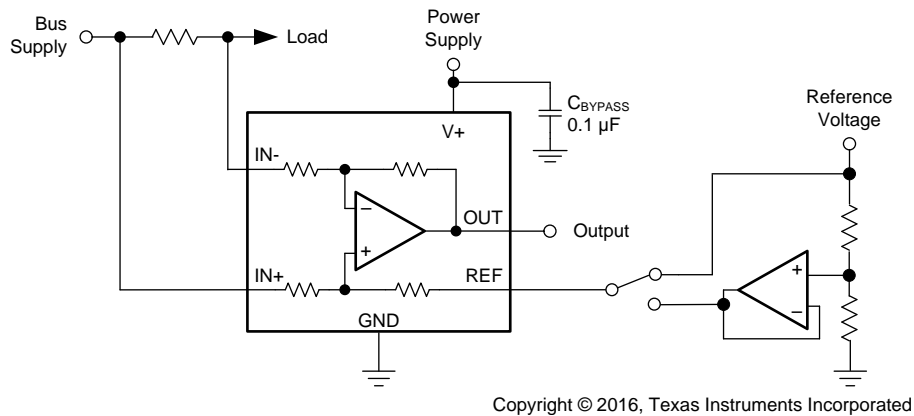 Bus
Supply
Load
Power
Supply
C_BYPASS
0.1 µF
Reference
Voltage
V+
IN-
−
+
OUT
Output
IN+
REF
GND
+
−
Copyright © 2016, Texas Instruments Incorporated